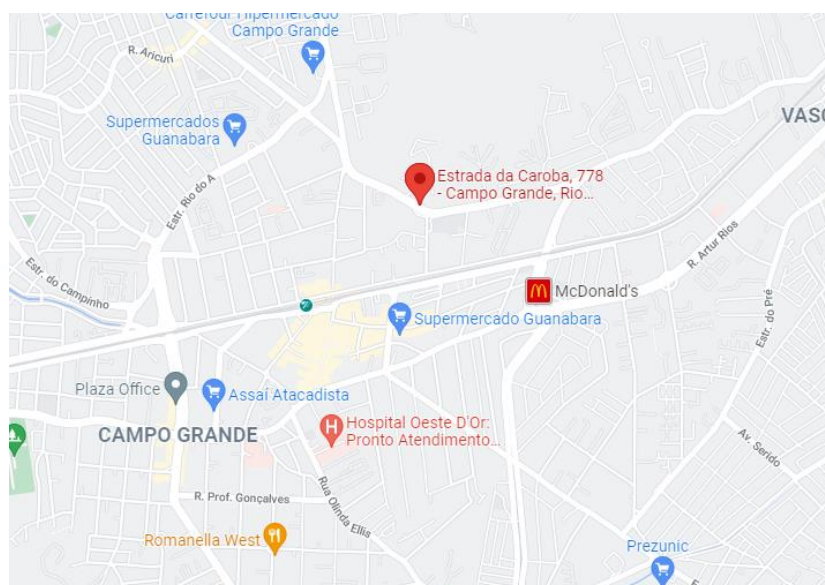 Carrefour Hipermercado
Campo Grande
R. Aricuri
Supermercados
Guanabara
VASC
Estrada da Caroba, 778
- Campo Grande, Rio...
Estr. Rio do A
R. Artur Rios
Estr. do Campinho
McDonald's
Supermercado Guanabara
Estr. do Pré
Plaza Office
Assaí Atacadista
Hospital Oeste D'Or:
Pronto Atendimento...
CAMPO GRANDE
Av. Serido
R. Prof. Gonçalves
Rua Olinda Ellis
Romanella West
Prezunic